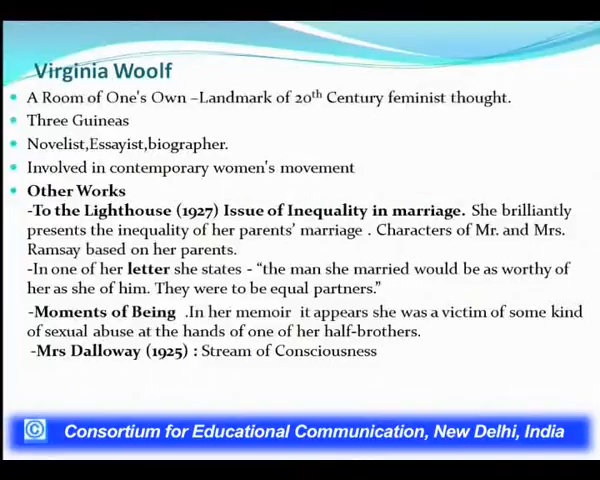 Virginia Woolf
• A Room of One's Own –Landmark of 20th Century feminist thought.
• Three Guineas
• Novelist,Essayist,biographer.
• Involved in contemporary women's movement
• Other Works
-To the Lighthouse (1927) Issue of Inequality in marriage. She brilliantly
presents the inequality of her parents' marriage . Characters of Mr. and Mrs.
Ramsay based on her parents.
-In one of her letter she states - “the man she married would be as worthy of
her as she of him. They were to be equal partners.”
-Moments of Being .In her memoir it appears she was a victim of some kind
of sexual abuse at the hands of one of her half-brothers.
-Mrs Dalloway (1925) : Stream of Consciousness
© Consortium for Educational Communication, New Delhi, India